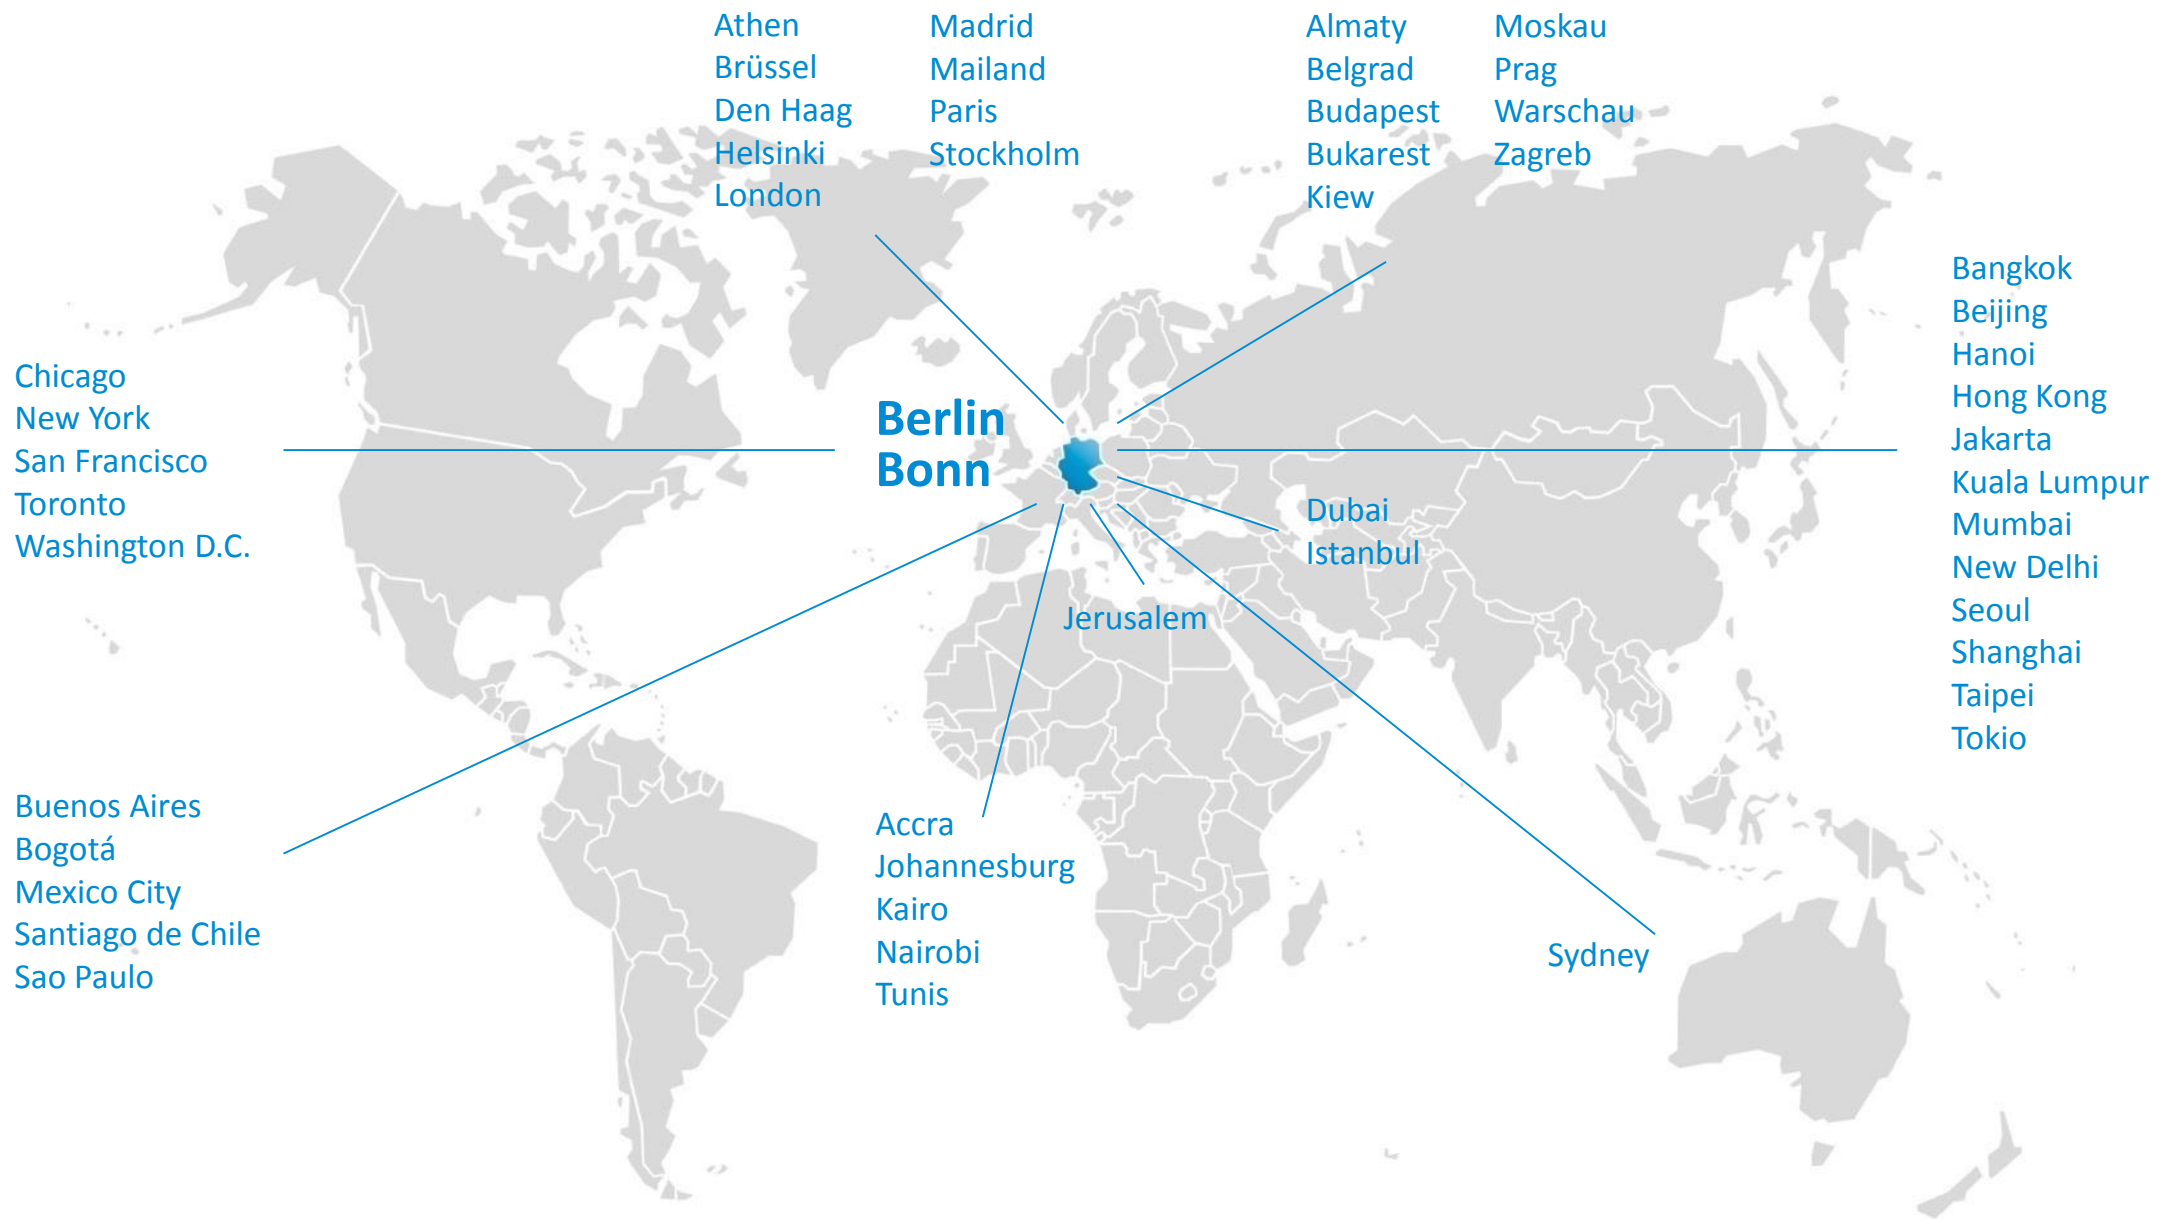 Athen
Brüssel
Den Haag
Helsinki
London
Madrid
Mailand
Paris
Stockholm
Almaty
Belgrad
Budapest
Bukarest
Kiew
Moskau
Prag
Warschau
Zagreb
Bangkok
Beijing
Hanoi
Hong Kong
Jakarta
Kuala Lumpur
Mumbai
New Delhi
Seoul
Shanghai
Taipei
Tokio
Chicago
New York
San Francisco
Toronto
Washington D.C.
Berlin
Bonn
Dubai
Istanbul
Jerusalem
Buenos Aires
Bogotá
Mexico City
Santiago de Chile
Sao Paulo
Accra
Johannesburg
Kairo
Nairobi
Tunis
Sydney